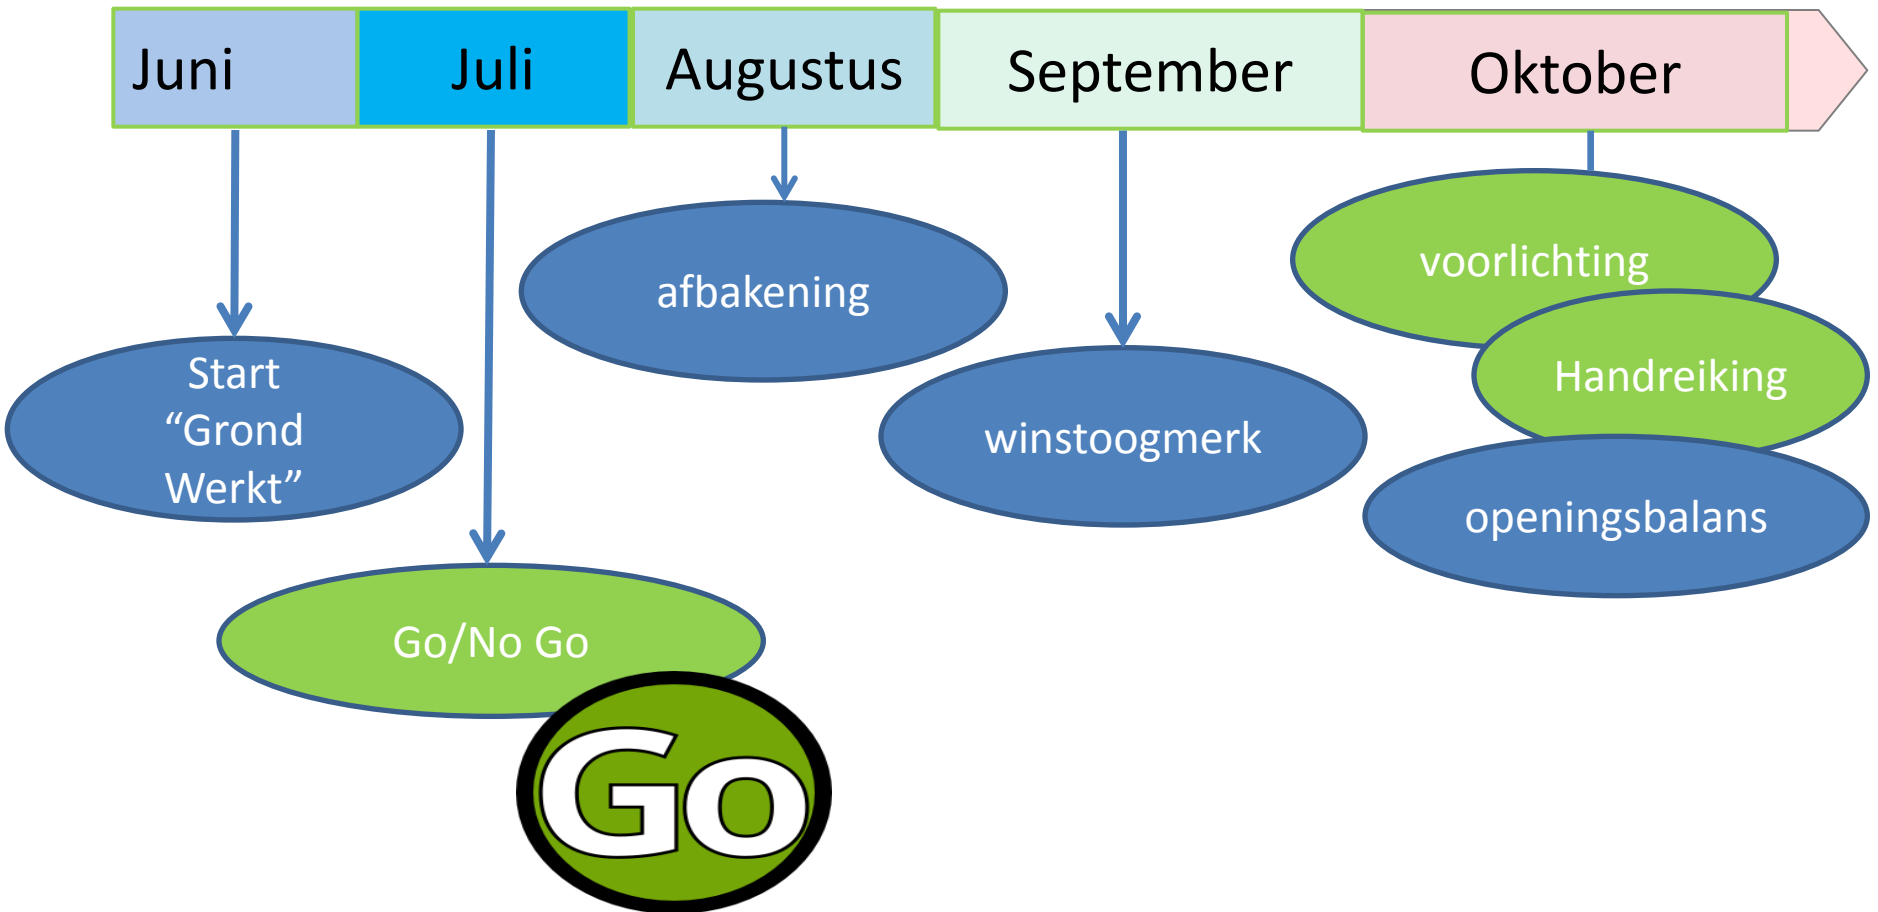 Juni
Juli
Augustus
September
Oktober
Start
“Grond
Werkt”
Go/No Go
Go
afbakening
winstoogmerk
voorlichting
Handreiking
openingsbalans